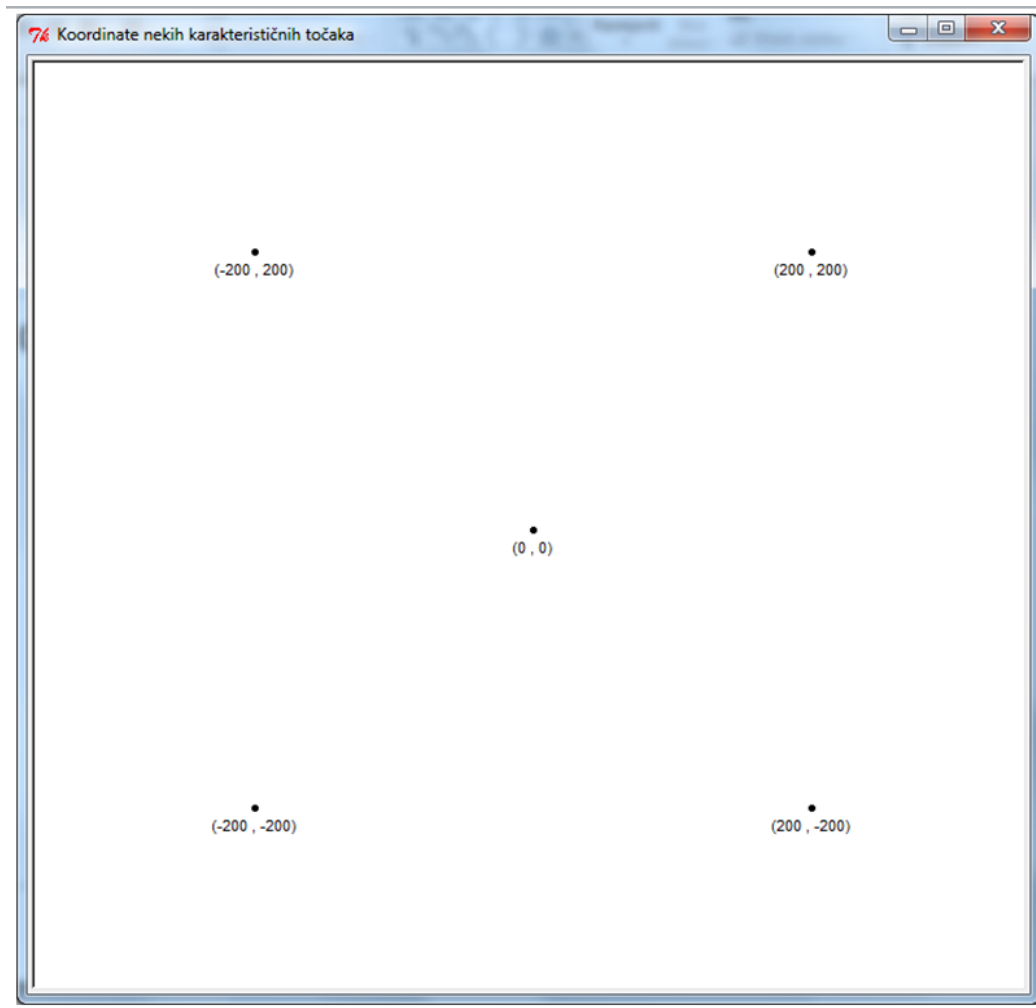 Koordinate nekih karakterističnih točaka
(-200 , 200)
(200 , 200)
(0 , 0)
(-200 , -200)
(200 , -200)